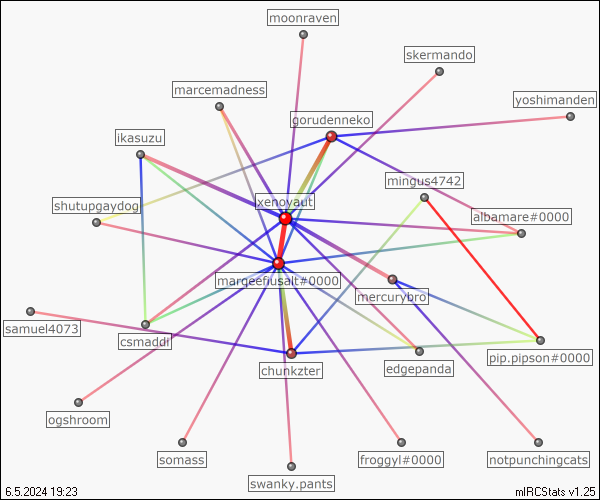 moonraven
skermando
marcemadness
yoshimanden
gorudenneko
ikasuzu
mingus4742
xenoyaut
shutupgaydog
albamare#0000
marqeefiusalt#0000
mercurybro
samuel4073
csmaddi
pip.pipson#0000
chunkzter
edgepanda
ogshroom
somass
froggyl#0000
notpunchingcats
swanky.pants
6.5.2024 19:23
mIRCStats v1.25